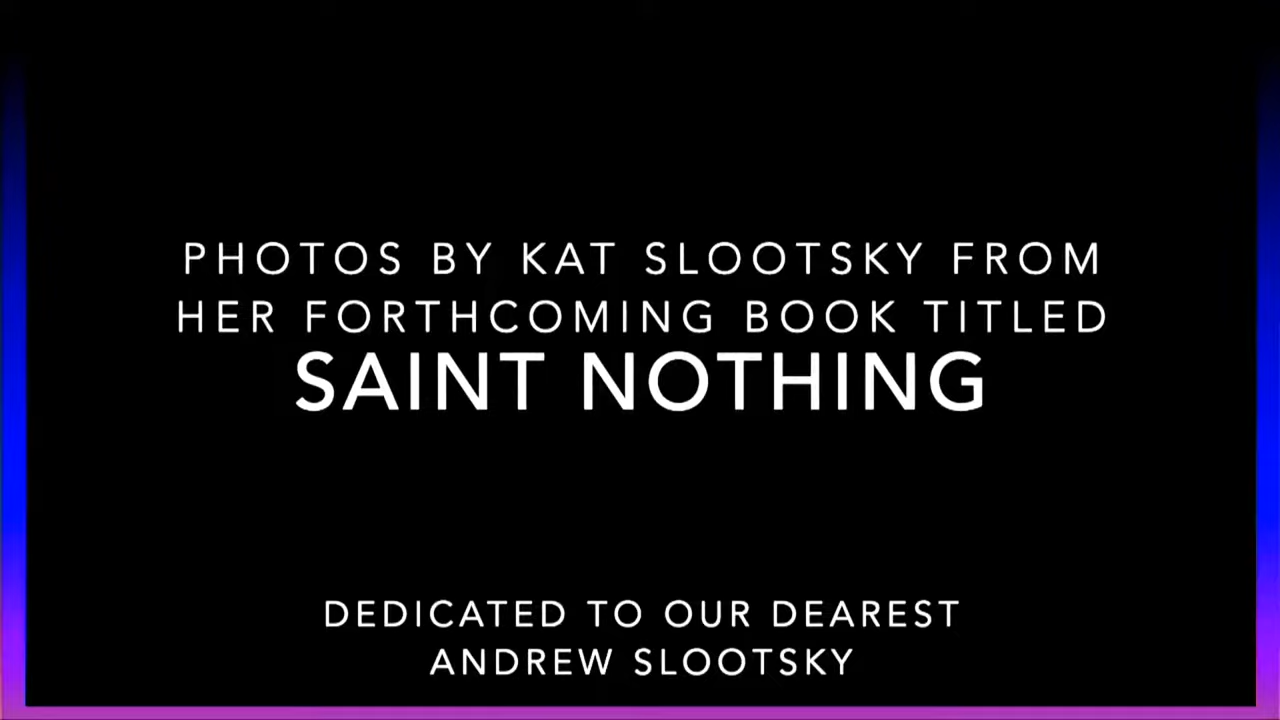 PHOTOS BY KAT SLOOTSKY FROM
HER FORTHCOMING BOOK TITLED
SAINT NOTHING
DEDICATED TO OUR DEAREST
ANDREW SLOOTSKY